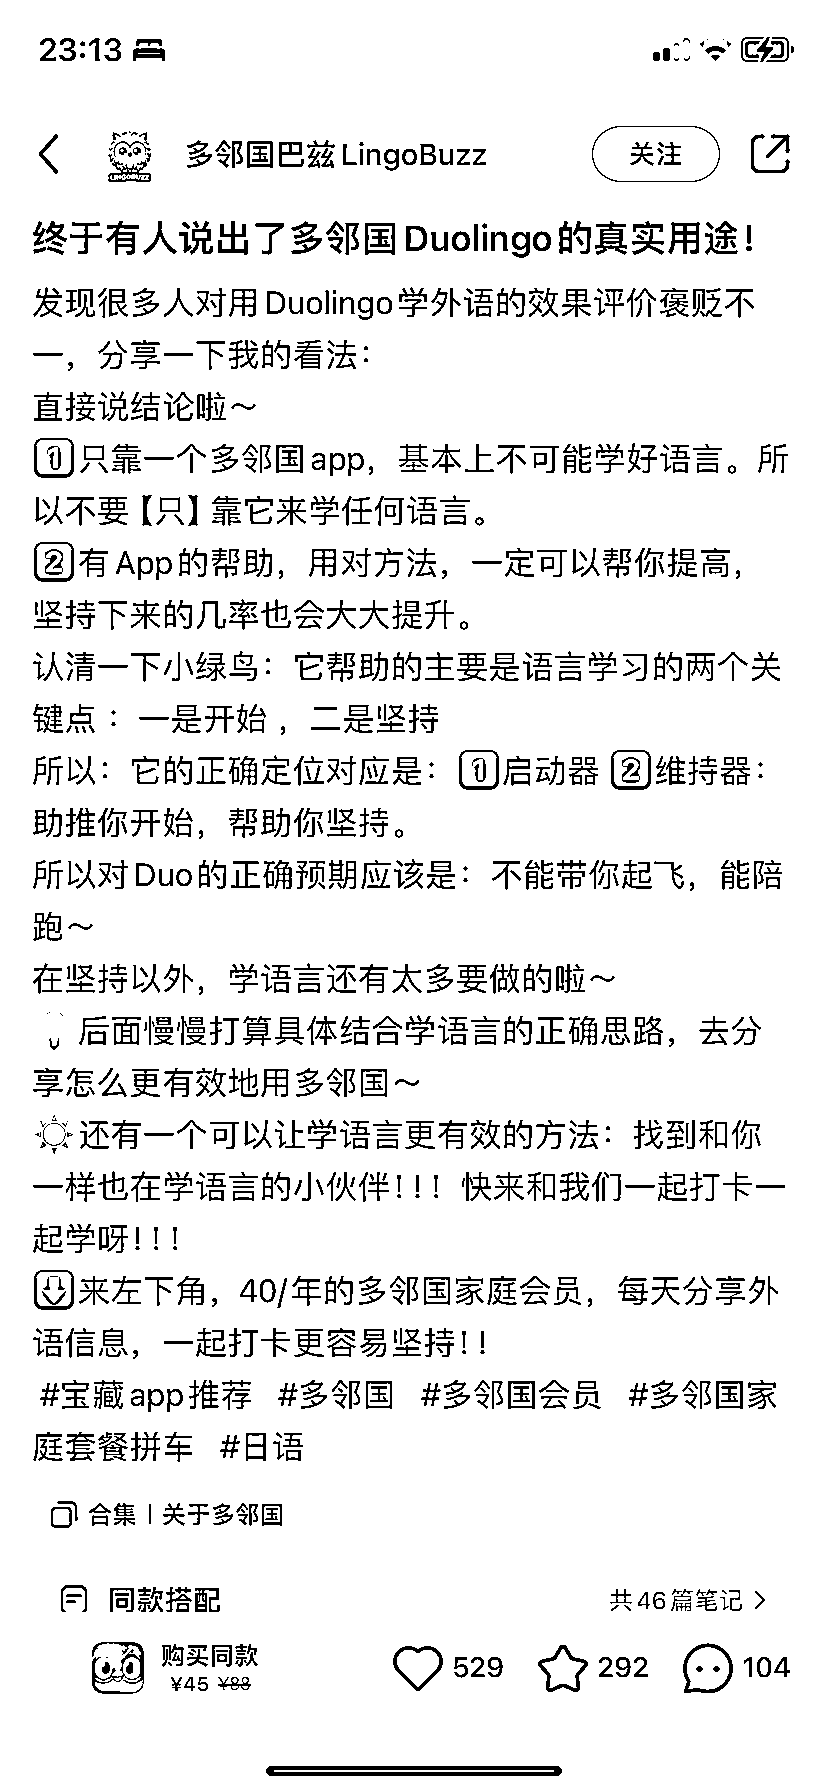 23:13
多邻国巴兹LingoBuzz
关注
终于有人说出了多邻国Duolingo的真实用途！
发现很多人对用Duolingo学外语的效果评价褒贬不
一，分享一下我的看法：
直接说结论啦～
1️⃣只靠一个多邻国app，基本上不可能学好语言。所
以不要【只】靠它来学任何语言。
2️⃣有App的帮助，用对方法，一定可以帮你提高，
坚持下来的几率也会大大提升。
认清一下小绿鸟：它帮助的主要是语言学习的两个关
键点 ：一是开始 ，二是坚持
所以：它的正确定位对应是：1️⃣启动器 2️⃣维持器：
助推你开始，帮助你坚持。
所以对Duo的正确预期应该是：不能带你起飞，能陪
跑～
在坚持以外，学语言还有太多要做的啦～
后面慢慢打算具体结合学语言的正确思路，去分
享怎么更有效地用多邻国～
☀️还有一个可以让学语言更有效的方法：找到和你
一样也在学语言的小伙伴！！！快来和我们一起打卡一
起学呀！！！
⬇️来左下角，40/年的多邻国家庭会员，每天分享外
语信息，一起打卡更容易坚持！！
#宝藏app推荐 #多邻国 #多邻国会员 #多邻国家
庭套餐拼车 #日语
合集 | 关于多邻国
同款搭配 共46篇笔记
购买同款 529 292 104
¥45 ¥88